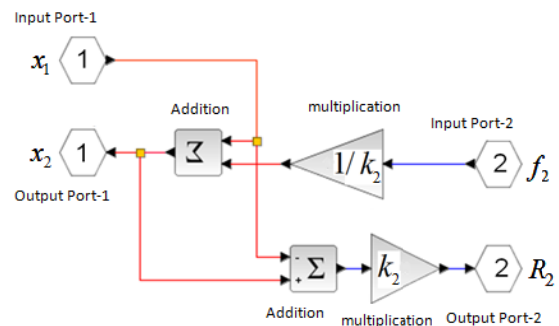 Input Port-1
x₁ 1
Addition
multiplication
Input Port-2
x₂ 1
Σ
1/k₂
2 f₂
Output Port-1
- + Σ
k₂
2 R₂
Addition
multiplication
Output Port-2